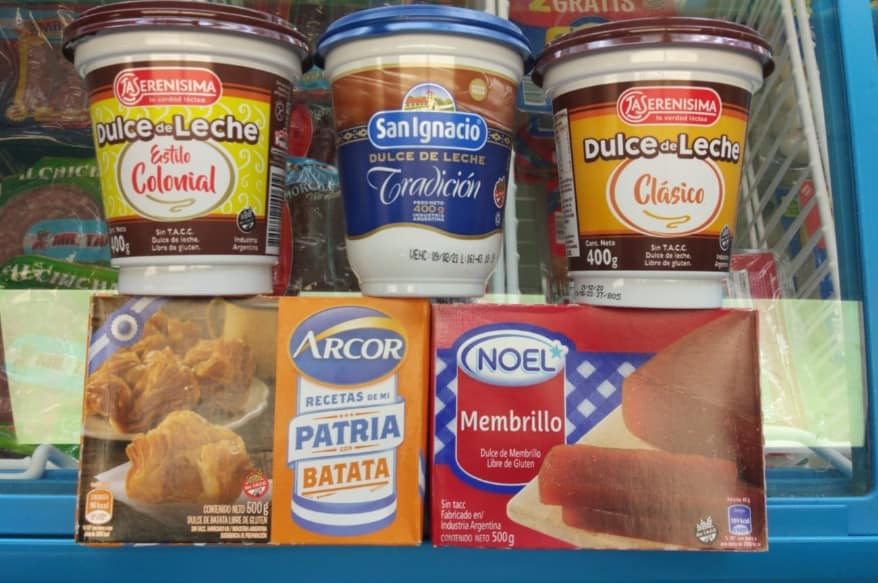 2 GRATIS
LA SERENISIMA
la verdad láctea
Dulce de Leche
Estilo
Colonial
Sin T.A.C.C.
Dulce de leche.
Libre de gluten.
400g
Industria
Argentina
San Ignacio
DULCE DE LECHE
Tradición
PESO NETO
400 g
INDUSTRIA
ARGENTINA
LA SERENISIMA
la verdad láctea
Dulce de Leche
Clásico
Cont. Neto
400g
Sin T.A.C.C.
Dulce de leche.
Libre de gluten.
Industria
Argentina
ARCOR
RECETAS DE MI
PATRIA
CON
BATATA
CONTENIDO NETO 500 g
DULCE DE BATATA LIBRE DE GLUTEN
NOEL
Membrillo
Dulce de Membrillo
Libre de Gluten
Sin tacc
Fabricado en/
Industria Argentina
CONTENIDO NETO 500 g